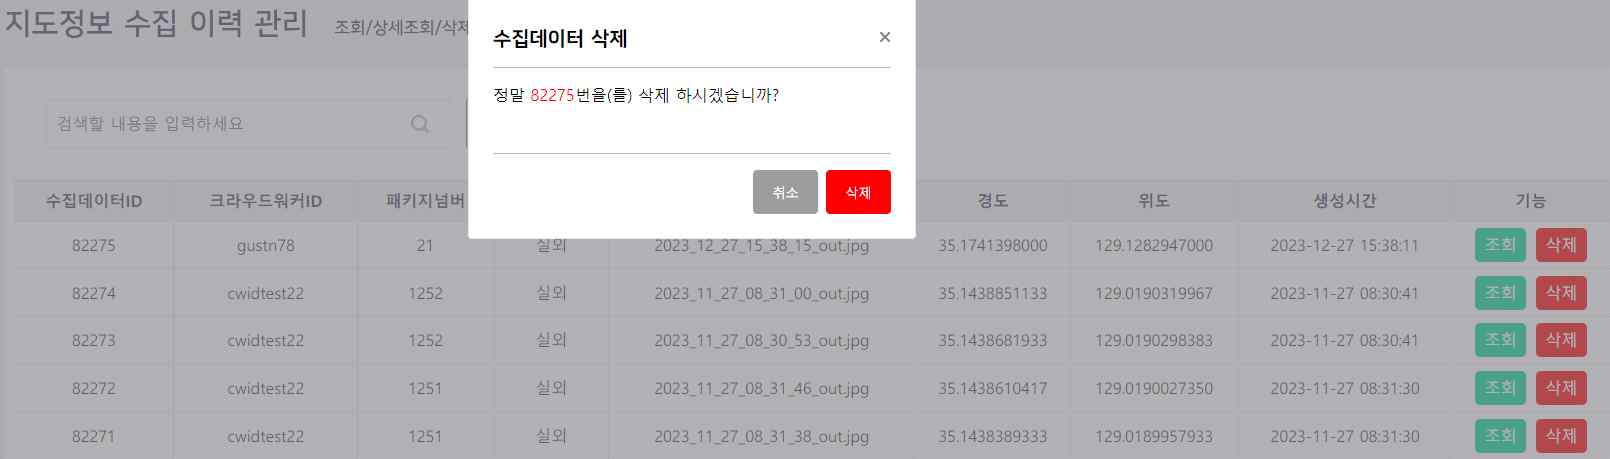 지도정보 수집 이력 관리 조회/상세조회/삭제
수집데이터 삭제 ×
정말 82275번을(를) 삭제 하시겠습니까?
검색할 내용을 입력하세요
취소 삭제
수집데이터ID 크라우드워커ID 패키지넘버 경도 위도 생성시간 기능
82275 gustn78 21 실외 2023_12_27_15_38_15_out.jpg 35.1741398000 129.1282947000 2023-12-27 15:38:11 조회 삭제
82274 cwidtest22 1252 실외 2023_11_27_08_31_00_out.jpg 35.1438851133 129.0190319967 2023-11-27 08:30:41 조회 삭제
82273 cwidtest22 1252 실외 2023_11_27_08_30_53_out.jpg 35.1438681933 129.0190298383 2023-11-27 08:30:41 조회 삭제
82272 cwidtest22 1251 실외 2023_11_27_08_31_46_out.jpg 35.1438610417 129.0190027350 2023-11-27 08:31:30 조회 삭제
82271 cwidtest22 1251 실외 2023_11_27_08_31_38_out.jpg 35.1438389333 129.0189957933 2023-11-27 08:31:30 조회 삭제